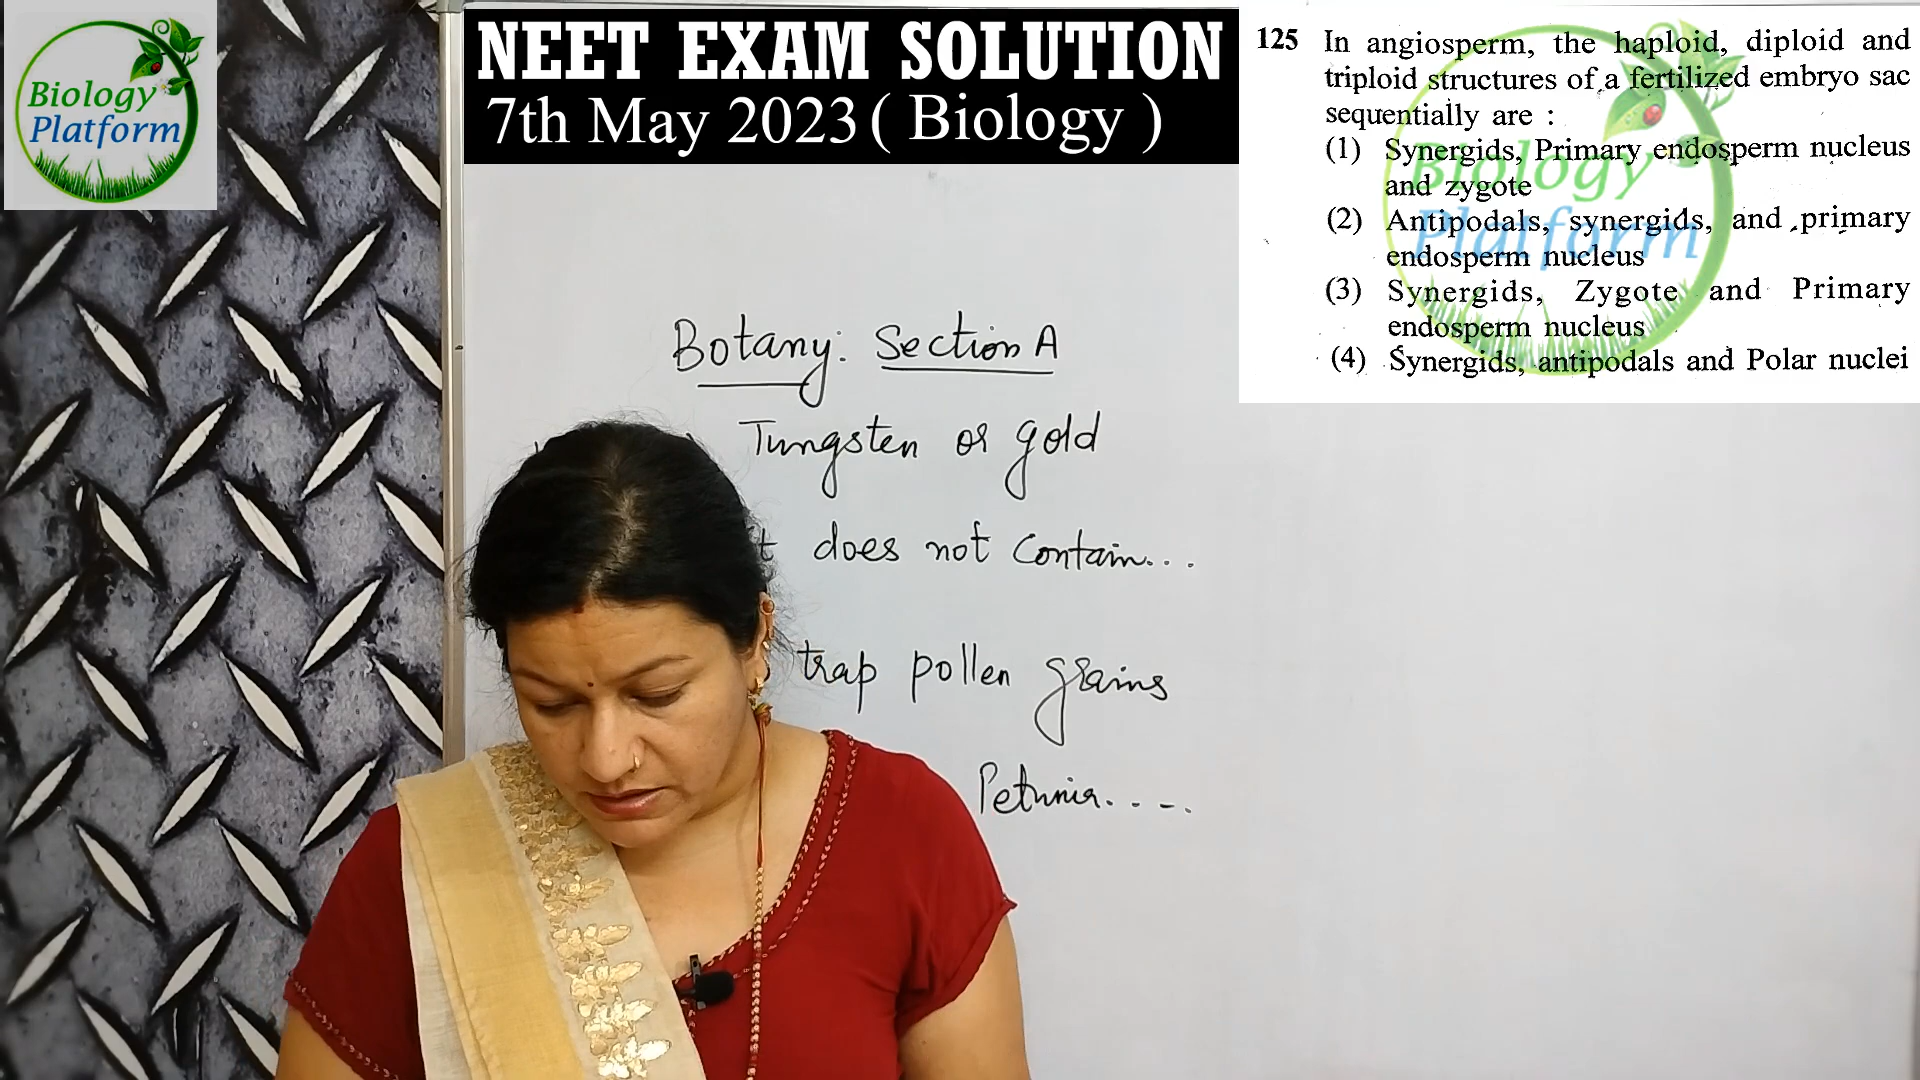 Biology
Platform
NEET EXAM SOLUTION
7th May 2023 ( Biology )
125 In angiosperm, the haploid, diploid and
triploid structures of a fertilized embryo sac
sequentially are :
(1) Synergids, Primary endosperm nucleus
and zygote
(2) Antipodals, synergids, and primary
endosperm nucleus
(3) Synergids, Zygote and Primary
endosperm nucleus
(4) Synergids, antipodals and Polar nuclei
Biology
Platform
Botany: Section A
Tungsten or gold
does not contain...
trap pollen grains